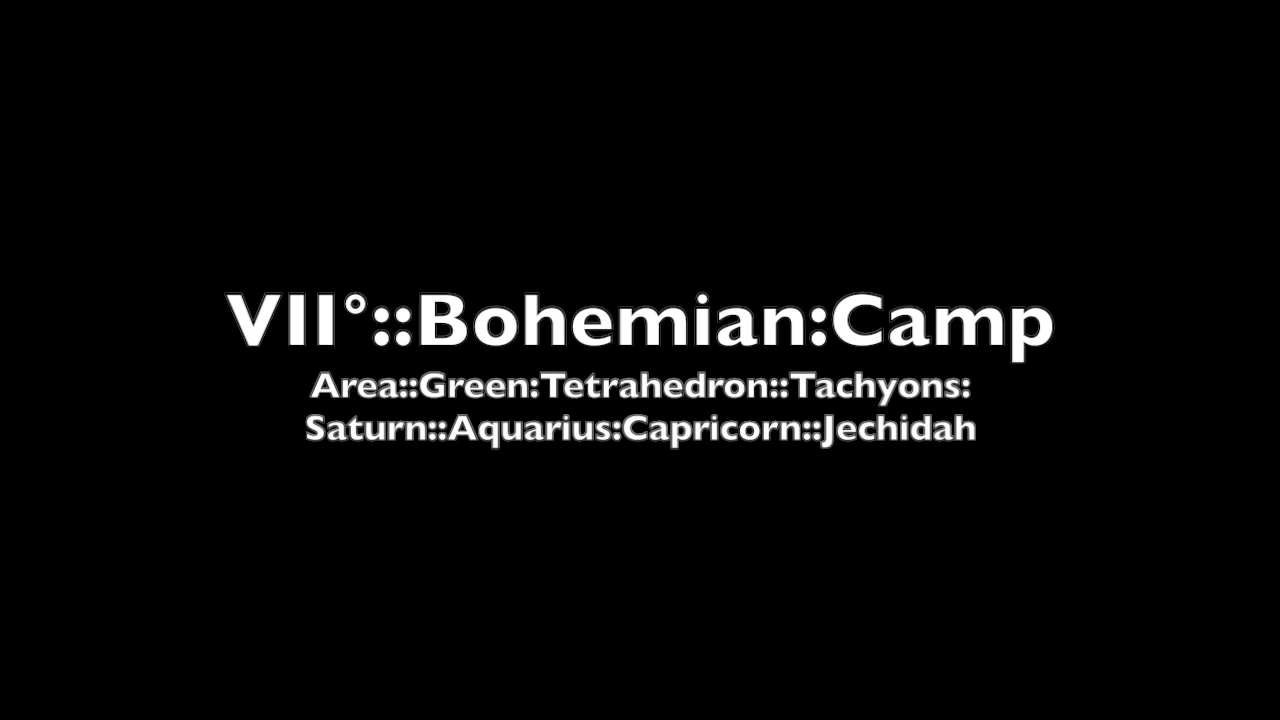 VII°::Bohemian:Camp
Area::Green:Tetrahedron::Tachyons:
Saturn::Aquarius:Capricorn::Jechidah